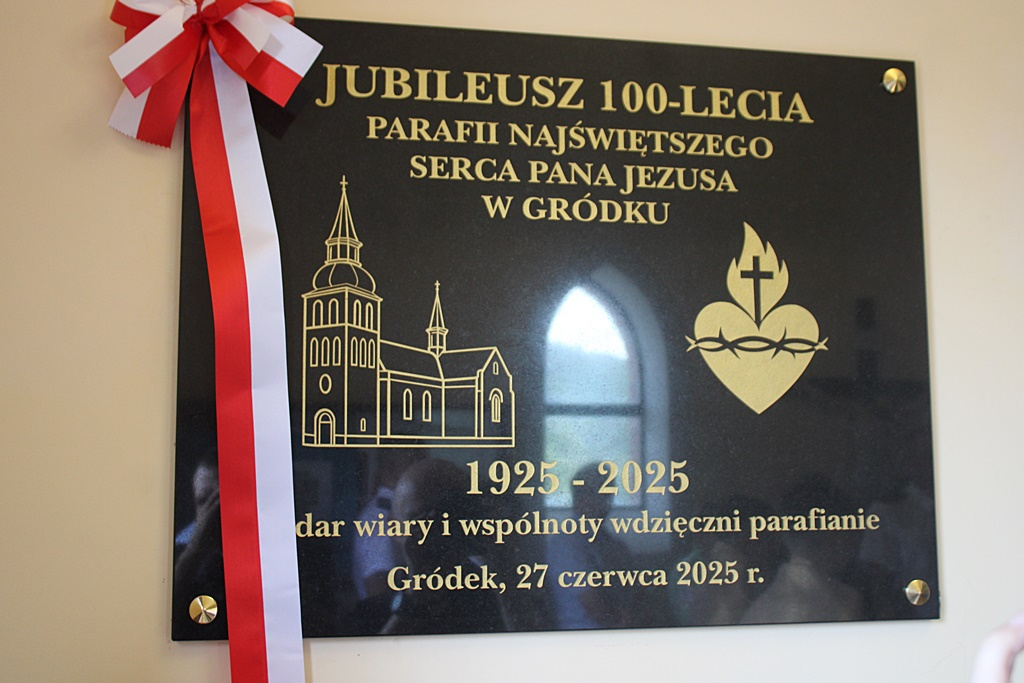 JUBILEUSZ 100-LECIA
PARAFII NAJŚWIĘTSZEGO
SERCA PANA JEZUSA
W GRÓDKU
1925 - 2025
dar wiary i wspólnoty wdzięczni parafianie
Gródek, 27 czerwca 2025 r.